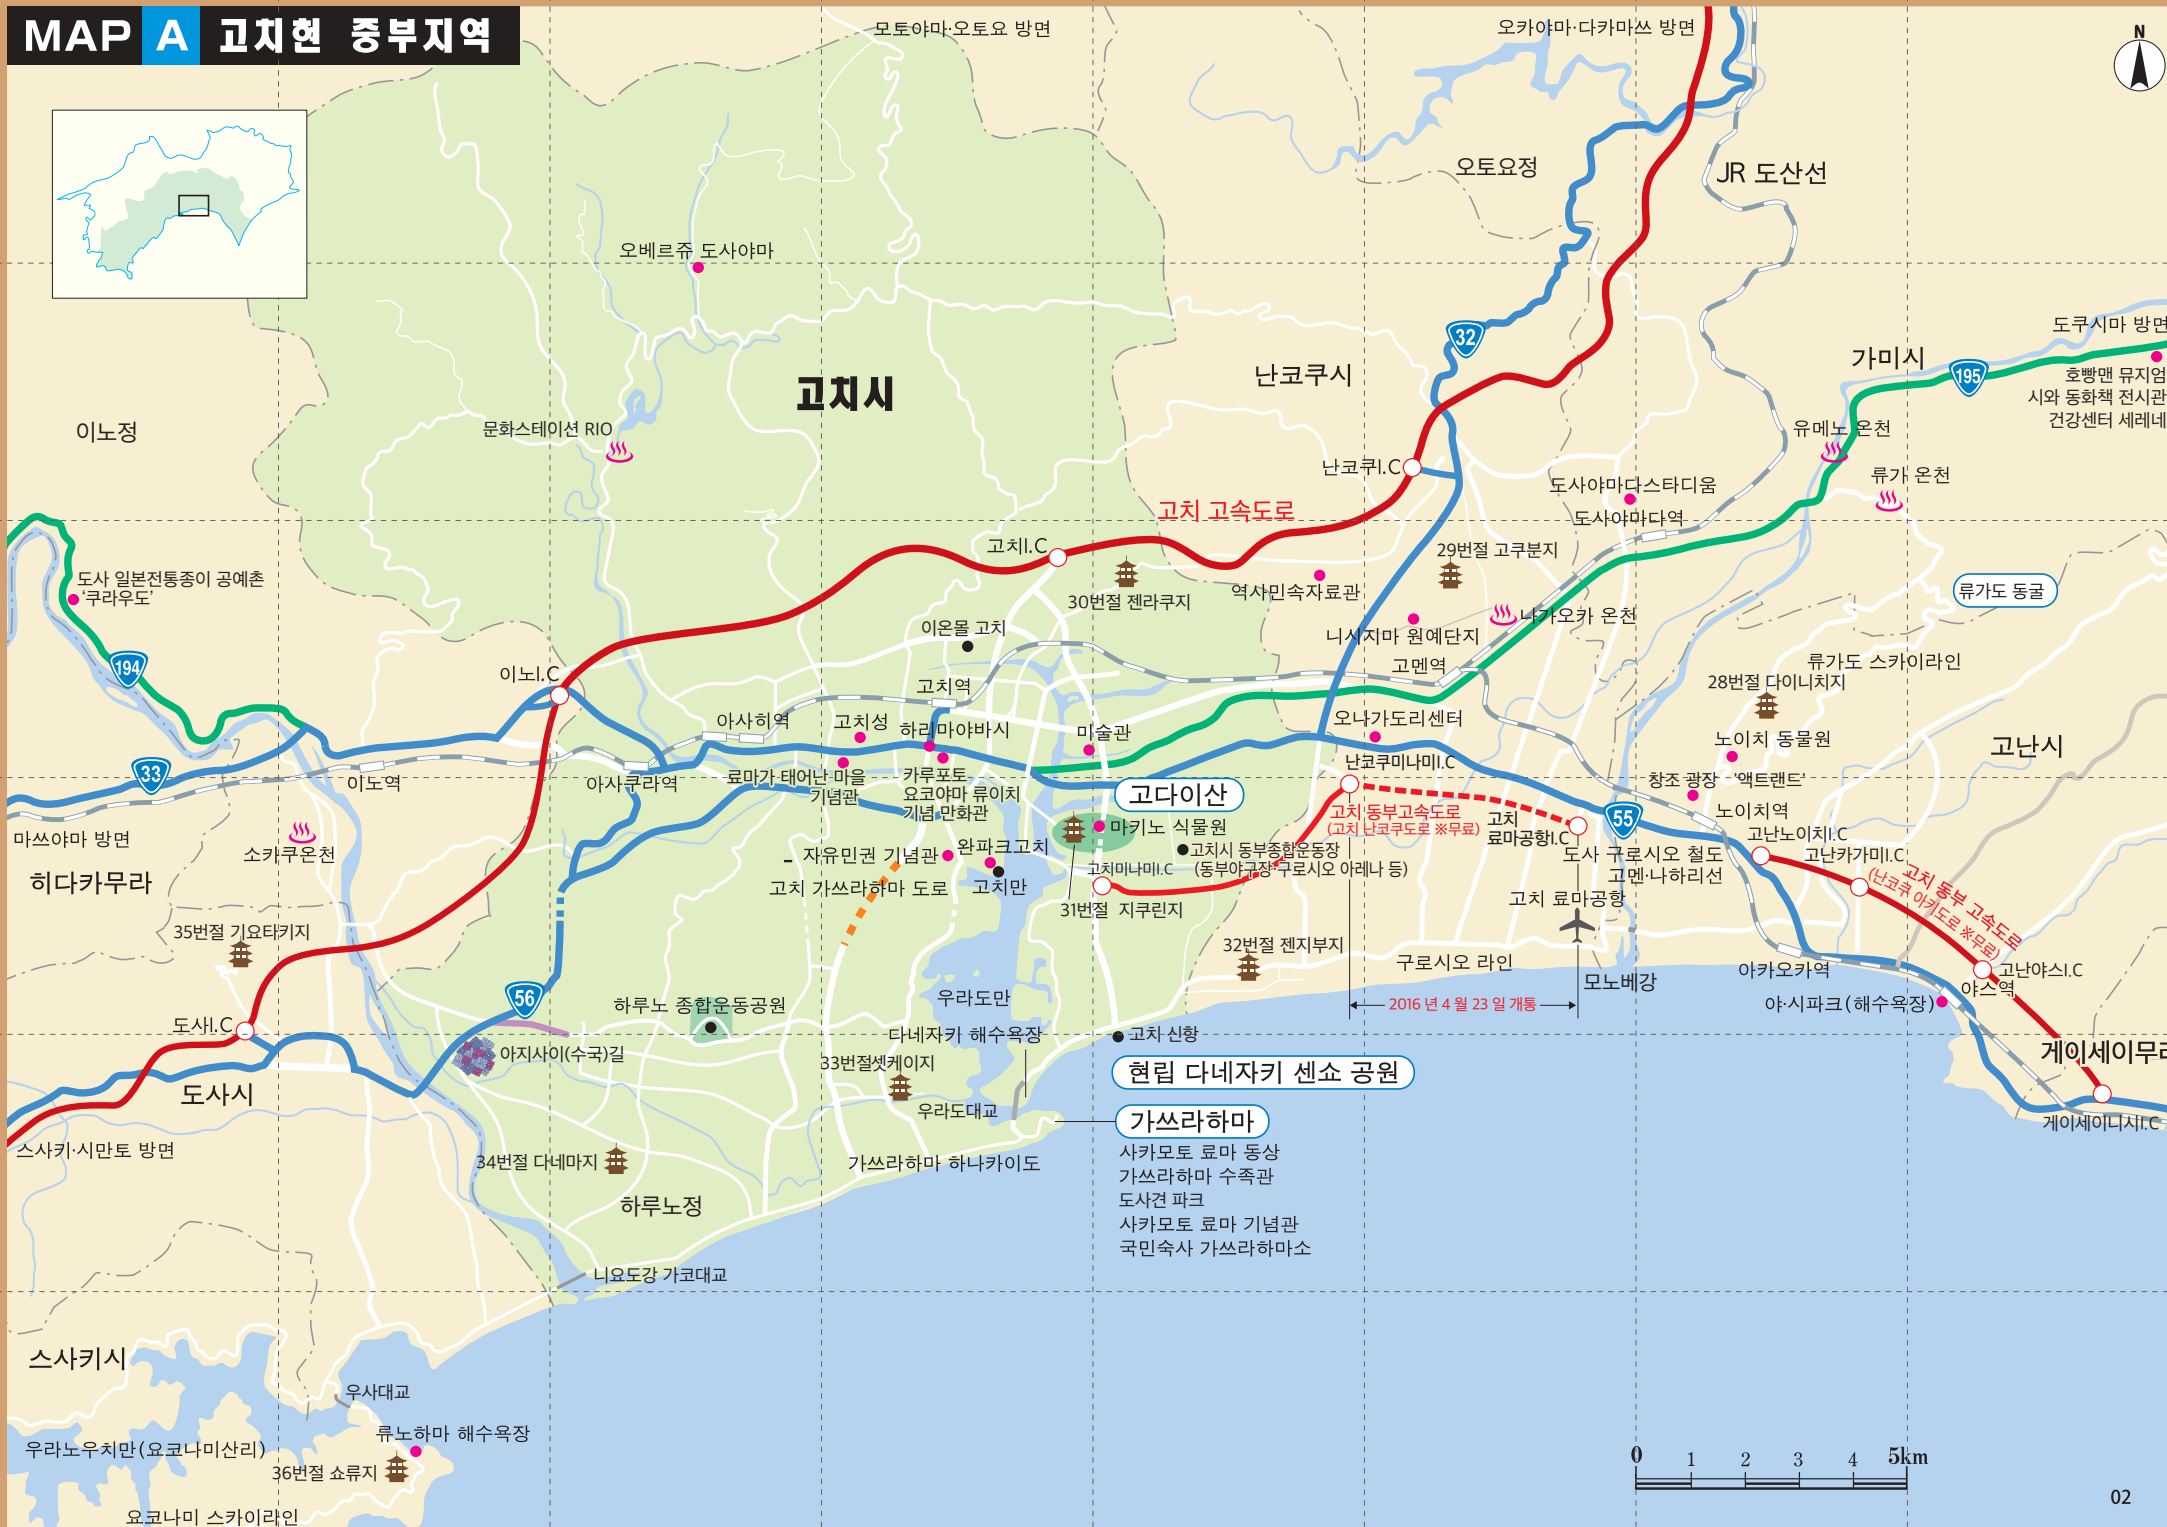 MAP A 고치현 중부지역
모토야마·오토요 방면
오카야마·다카마쓰 방면
N
오토요정
JR 도산선
오베르쥬 도사야마
32
도쿠시마 방면
가미시
195
호빵맨 뮤지엄
시와 동화책 전시관
건강센터 세레네
난코쿠시
고치시
이노정
문화스테이션 RIO
유메노 온천
난코쿠I.C
류가 온천
도사야마다스타디움
고치 고속도로
도사야마다역
고치I.C
29번절 고쿠분지
도사 일본전통종이 공예촌
‘쿠라우도’
역사민속자료관
류가도 동굴
30번절 젠라쿠지
나가오카 온천
이온몰 고치
니시지마 원예단지
194
이노I.C
고멘역
류가도 스카이라인
고치역
28번절 다이니치지
아사히역
고치성
하리마야바시
미술관
오나가도리센터
노이치 동물원
고난시
33
이노역
아사쿠라역
료마가 태어난 마을
기념관
카루포토
요코야마 류이치
기념 만화관
난코쿠미나미I.C
창조 광장 '액트랜드'
고다이산
고치 동부고속도로
(고치 난코쿠도로 ※무료)
고치
료마공항I.C
55
노이치역
고난노이치I.C
마쓰야마 방면
마키노 식물원
소카쿠온천
- 자유민권 기념관
완파크고치
고치시 동부종합운동장
(동부야구장·구로시오 아레나 등)
도사 구로시오 철도
고멘·나하리선
고난카가미I.C
히다카무라
고치 가쓰라하마 도로
고치만
고치미나미I.C
고치 동부 고속도로
(난코쿠 아키도로 ※무료)
고치 료마공항
31번절 지쿠린지
35번절 기요타키지
32번절 젠지부지
구로시오 라인
아카오카역
고난야스I.C
모노베강
야스역
56
하루노 종합운동공원
우라도만
2016 년 4 월 23 일 개통
야·시파크(해수욕장)
도사I.C
다네자키 해수욕장
고치 신항
아지사이(수국)길
33번절셋케이지
현립 다네자키 센쇼 공원
게이세이무라
도사시
우라도대교
가쓰라하마
게이세이니시I.C
스사키·시만토 방면
34번절 다네마지
가쓰라하마 하나카이도
사카모토 료마 동상
가쓰라하마 수족관
도사견 파크
사카모토 료마 기념관
국민숙사 가쓰라하마소
하루노정
니요도강 가코대교
스사키시
우사대교
류노하마 해수욕장
우라노우치만(요코나미산리)
36번절 쇼류지
요코나미 스카이라인
0 1 2 3 4 5km
02